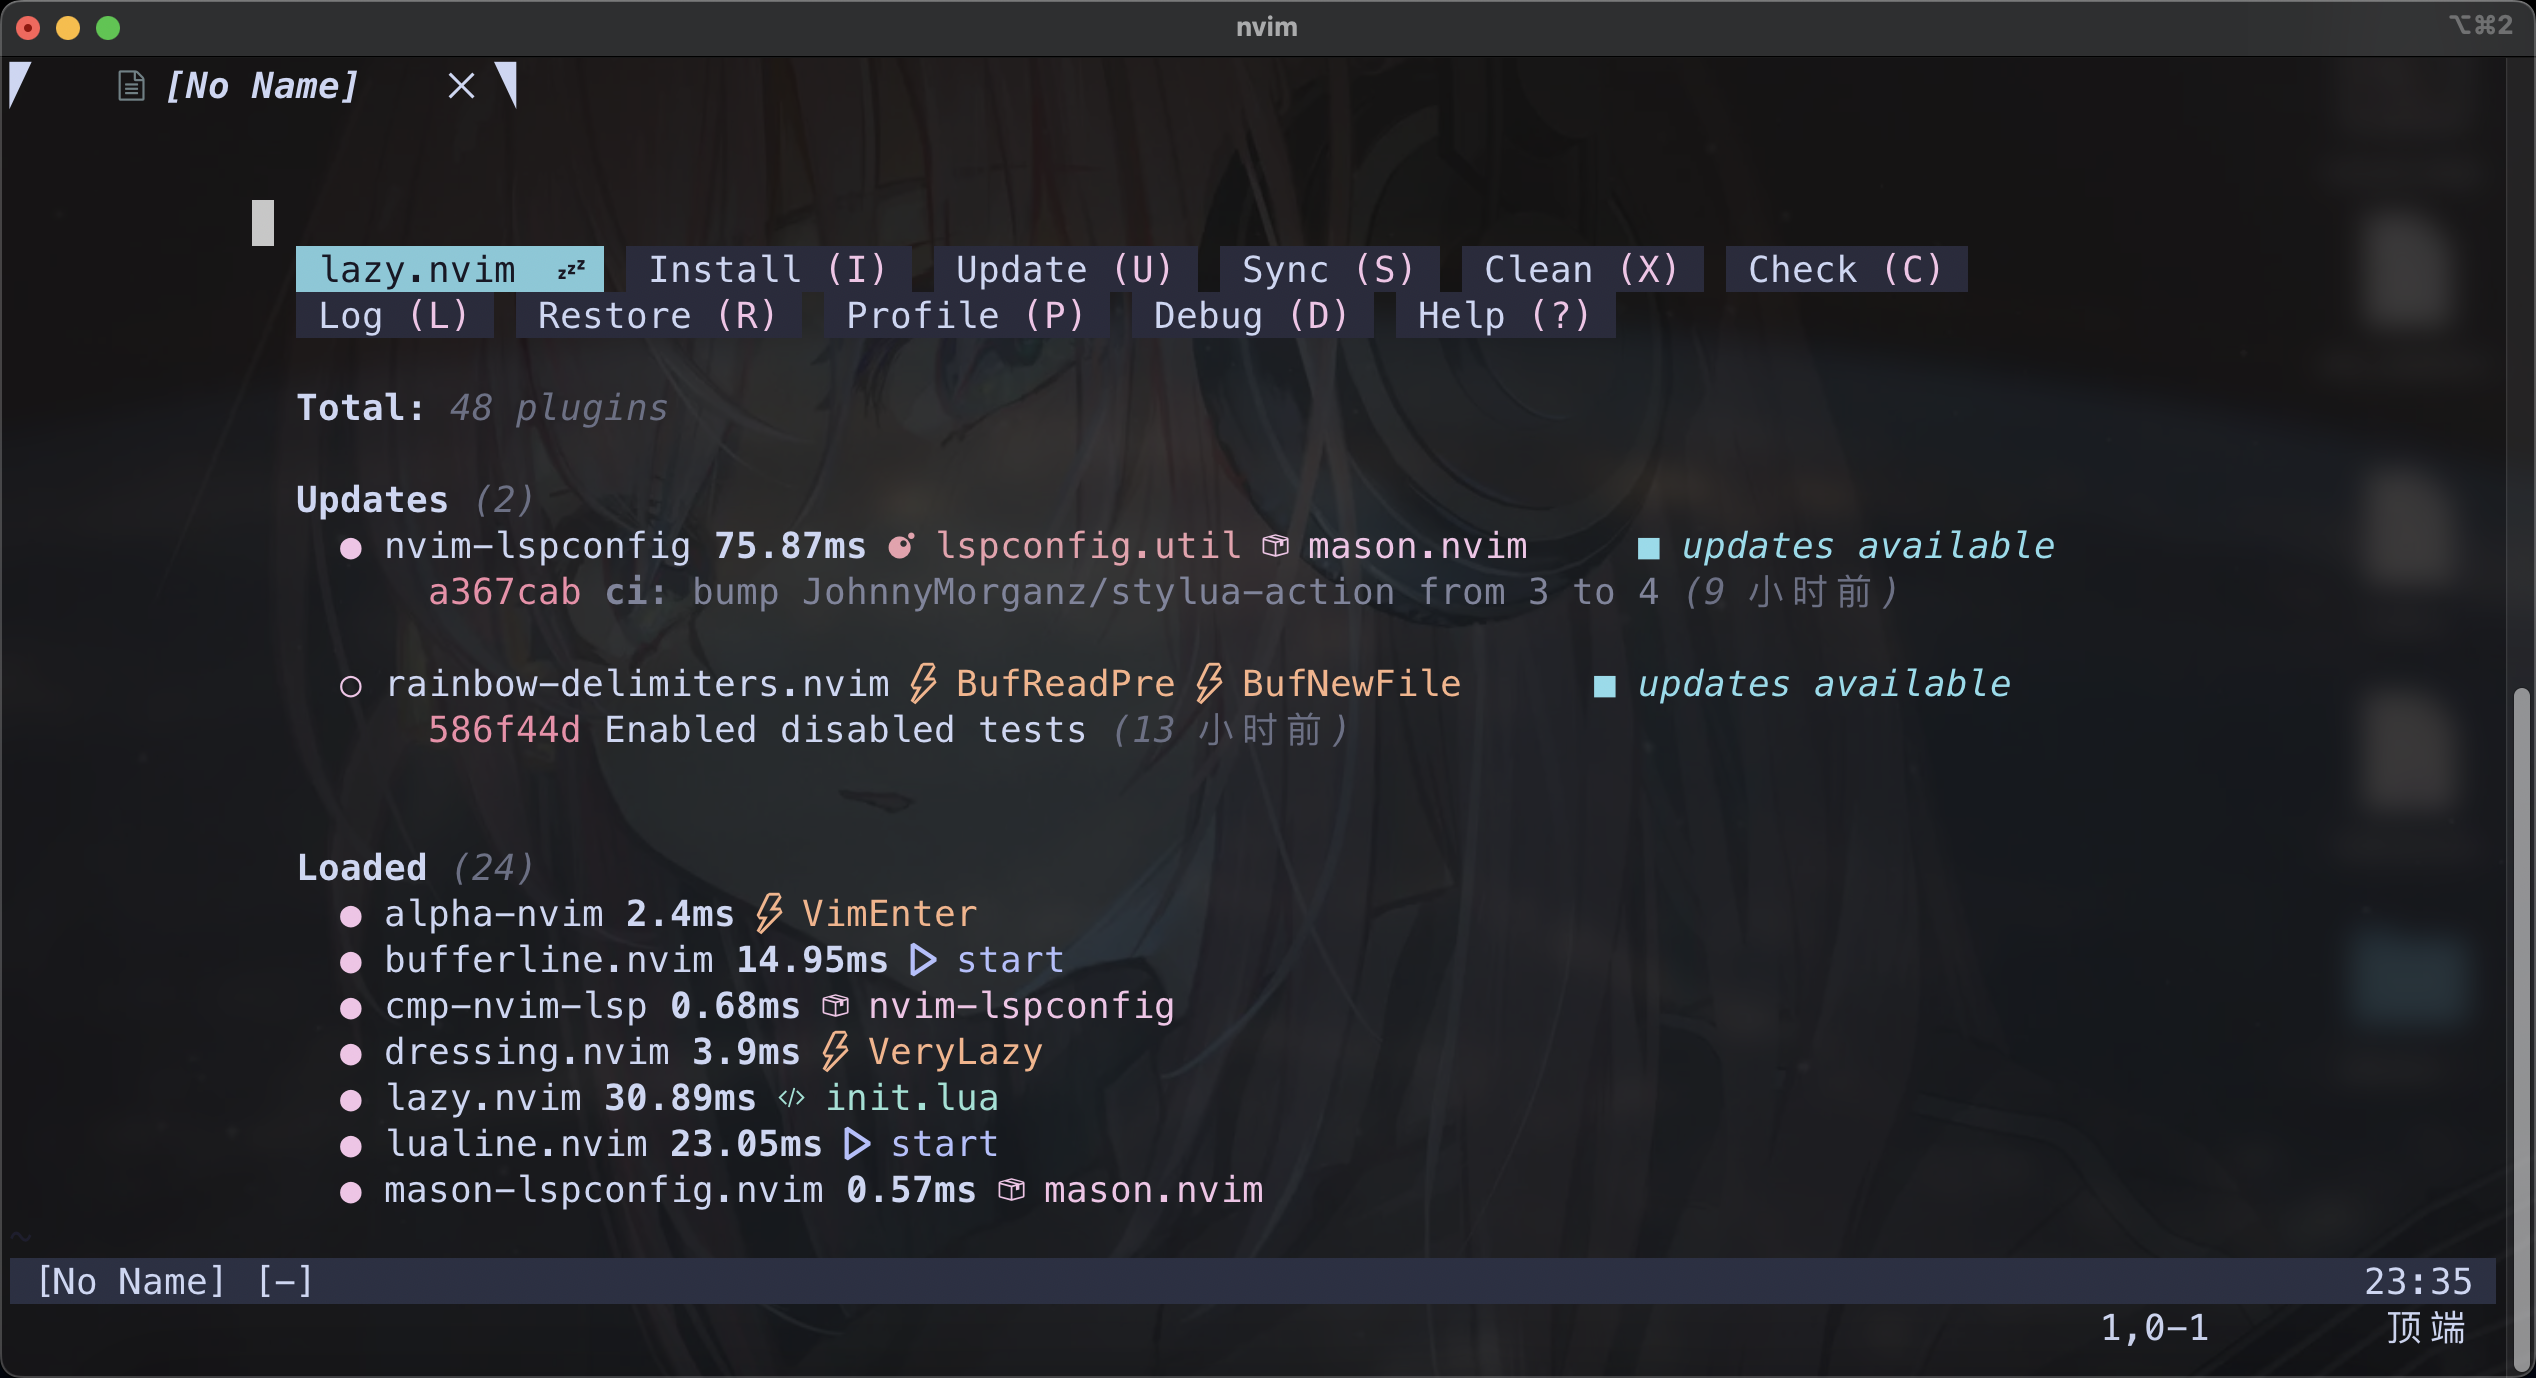 nvim
⌥⌘2
[No Name]
lazy.nvim zzz Install (I) Update (U) Sync (S) Clean (X) Check (C)
Log (L) Restore (R) Profile (P) Debug (D) Help (?)
Total: 48 plugins
Updates (2)
● nvim-lspconfig 75.87ms lspconfig.util mason.nvim ■ updates available
a367cab ci: bump JohnnyMorganz/stylua-action from 3 to 4 (9 小时前)
○ rainbow-delimiters.nvim BufReadPre BufNewFile ■ updates available
586f44d Enabled disabled tests (13 小时前)
Loaded (24)
● alpha-nvim 2.4ms VimEnter
● bufferline.nvim 14.95ms start
● cmp-nvim-lsp 0.68ms nvim-lspconfig
● dressing.nvim 3.9ms VeryLazy
● lazy.nvim 30.89ms </> init.lua
● lualine.nvim 23.05ms start
● mason-lspconfig.nvim 0.57ms mason.nvim
~
[No Name] [-] 23:35
1,0-1 顶端